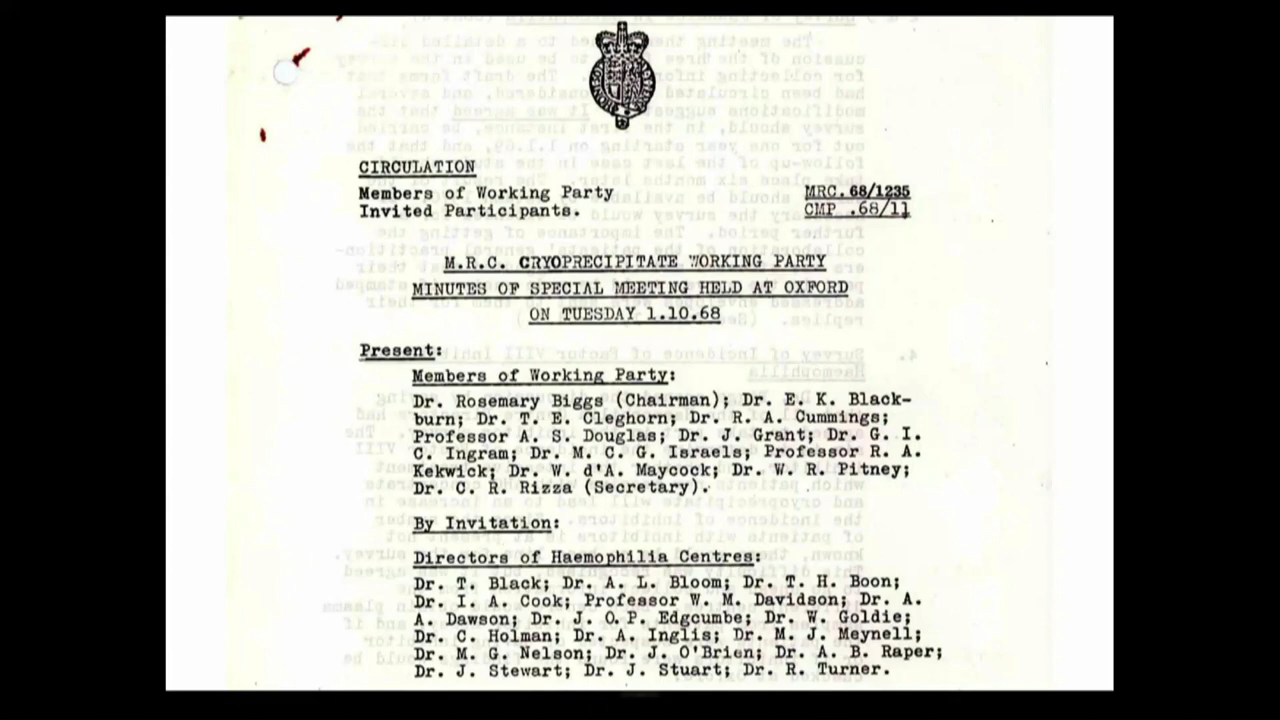 CIRCULATION
Members of Working Party
Invited Participants.
MRC. 68/1235
CMP .68/11
M.R.C. CRYOPRECIPITATE WORKING PARTY
MINUTES OF SPECIAL MEETING HELD AT OXFORD
ON TUESDAY 1.10.68
Present:
Members of Working Party:
Dr. Rosemary Biggs (Chairman); Dr. E. K. Black-
burn; Dr. T. E. Cleghorn; Dr. R. A. Cummings;
Professor A. S. Douglas; Dr. J. Grant; Dr. G. I.
C. Ingram; Dr. M. C. G. Israels; Professor R. A.
Kekwick; Dr. W. d'A. Maycock; Dr. W. R. Pitney;
Dr. C. R. Rizza (Secretary).
By Invitation:
Directors of Haemophilia Centres:
Dr. T. Black; Dr. A. L. Bloom; Dr. T. H. Boon;
Dr. I. A. Cook; Professor W. M. Davidson; Dr. A.
A. Dawson; Dr. J. O. P. Edgcumbe; Dr. W. Goldie;
Dr. C. Holman; Dr. A. Inglis; Dr. M. J. Meynell;
Dr. M. G. Nelson; Dr. J. O'Brien; Dr. A. B. Raper;
Dr. J. Stewart; Dr. J. Stuart; Dr. R. Turner.